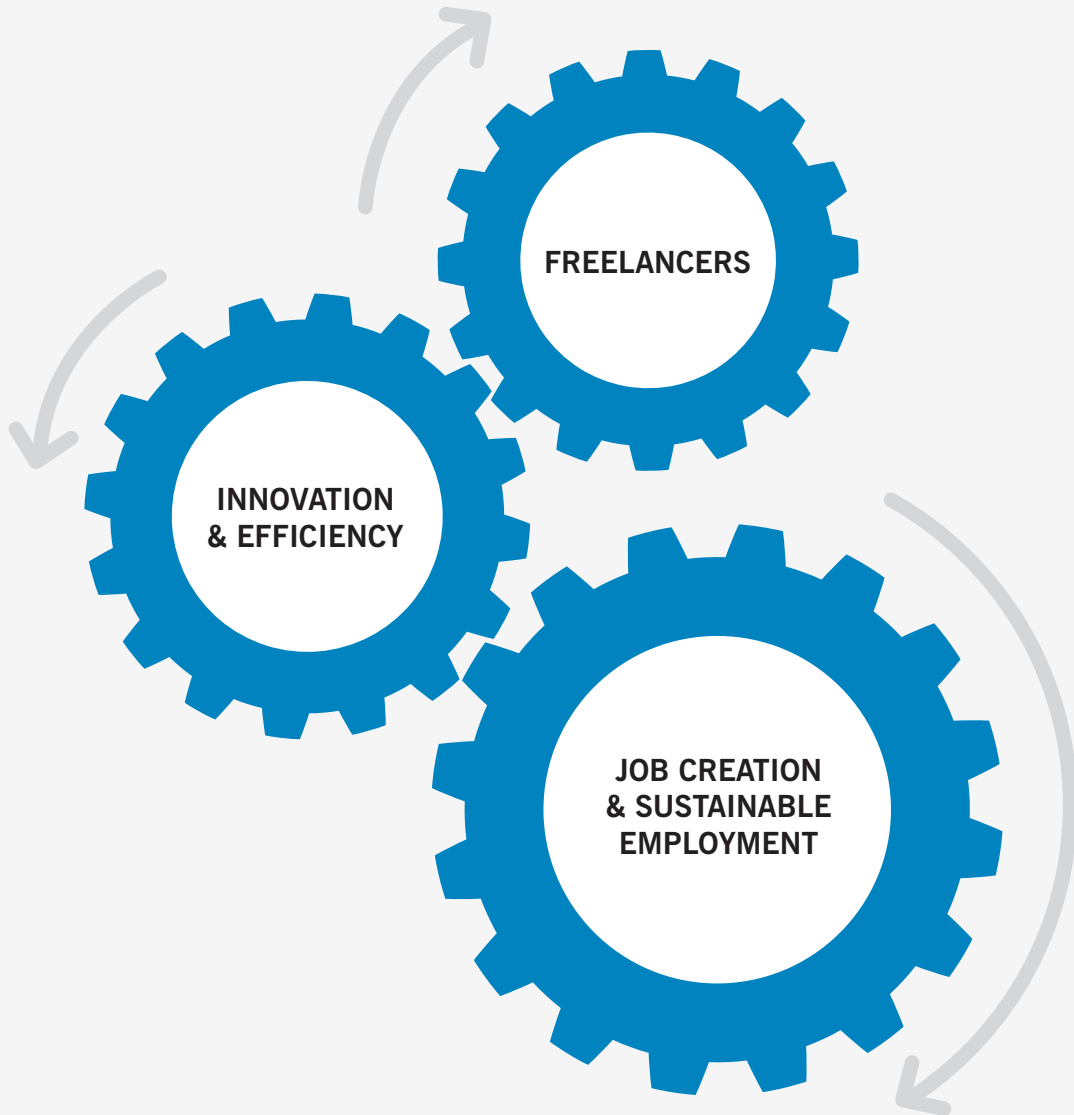 FREELANCERS
INNOVATION
& EFFICIENCY
JOB CREATION
& SUSTAINABLE
EMPLOYMENT